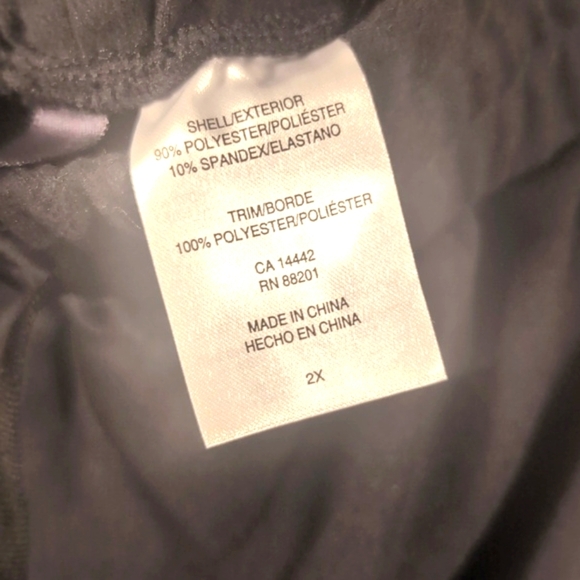 SHELL/EXTERIOR
90% POLYESTER/POLIÉSTER
10% SPANDEX/ELASTANO
TRIM/BORDE
100% POLYESTER/POLIÉSTER
CA 14442
RN 88201
MADE IN CHINA
HECHO EN CHINA
2X